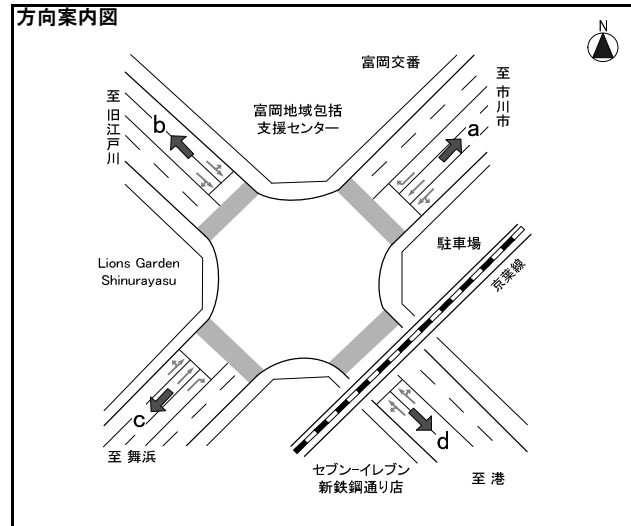 方向案内図
N
富岡交番
至 市川市
至 旧江戸川
富岡地域包括
支援センター
b
a
駐車場
京葉線
Lions Garden
Shinurayasu
c
d
至 舞浜
セブン-イレブン
新鉄鋼通り店
至 港